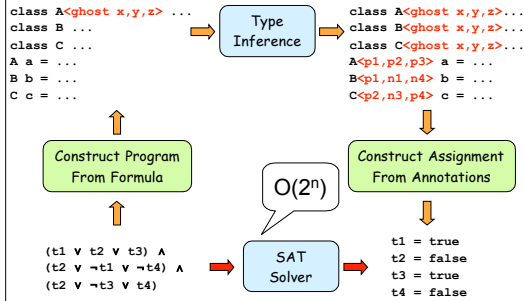 class A<ghost x,y,z> ...
class B ...
class C ...
A a = ...
B b = ...
C c = ...
Type
Inference
class A<ghost x,y,z>...
class B<ghost x,y,z>...
class C<ghost x,y,z>...
A<p1,p2,p3> a = ...
B<p1,n1,n4> b = ...
C<p2,n3,p4> c = ...
Construct Program
From Formula
O(2ⁿ)
Construct Assignment
From Annotations
(t1 ∨ t2 ∨ t3) ∧
(t2 ∨ ¬t1 ∨ ¬t4) ∧
(t2 ∨ ¬t3 ∨ t4)
SAT
Solver
t1 = true
t2 = false
t3 = true
t4 = false